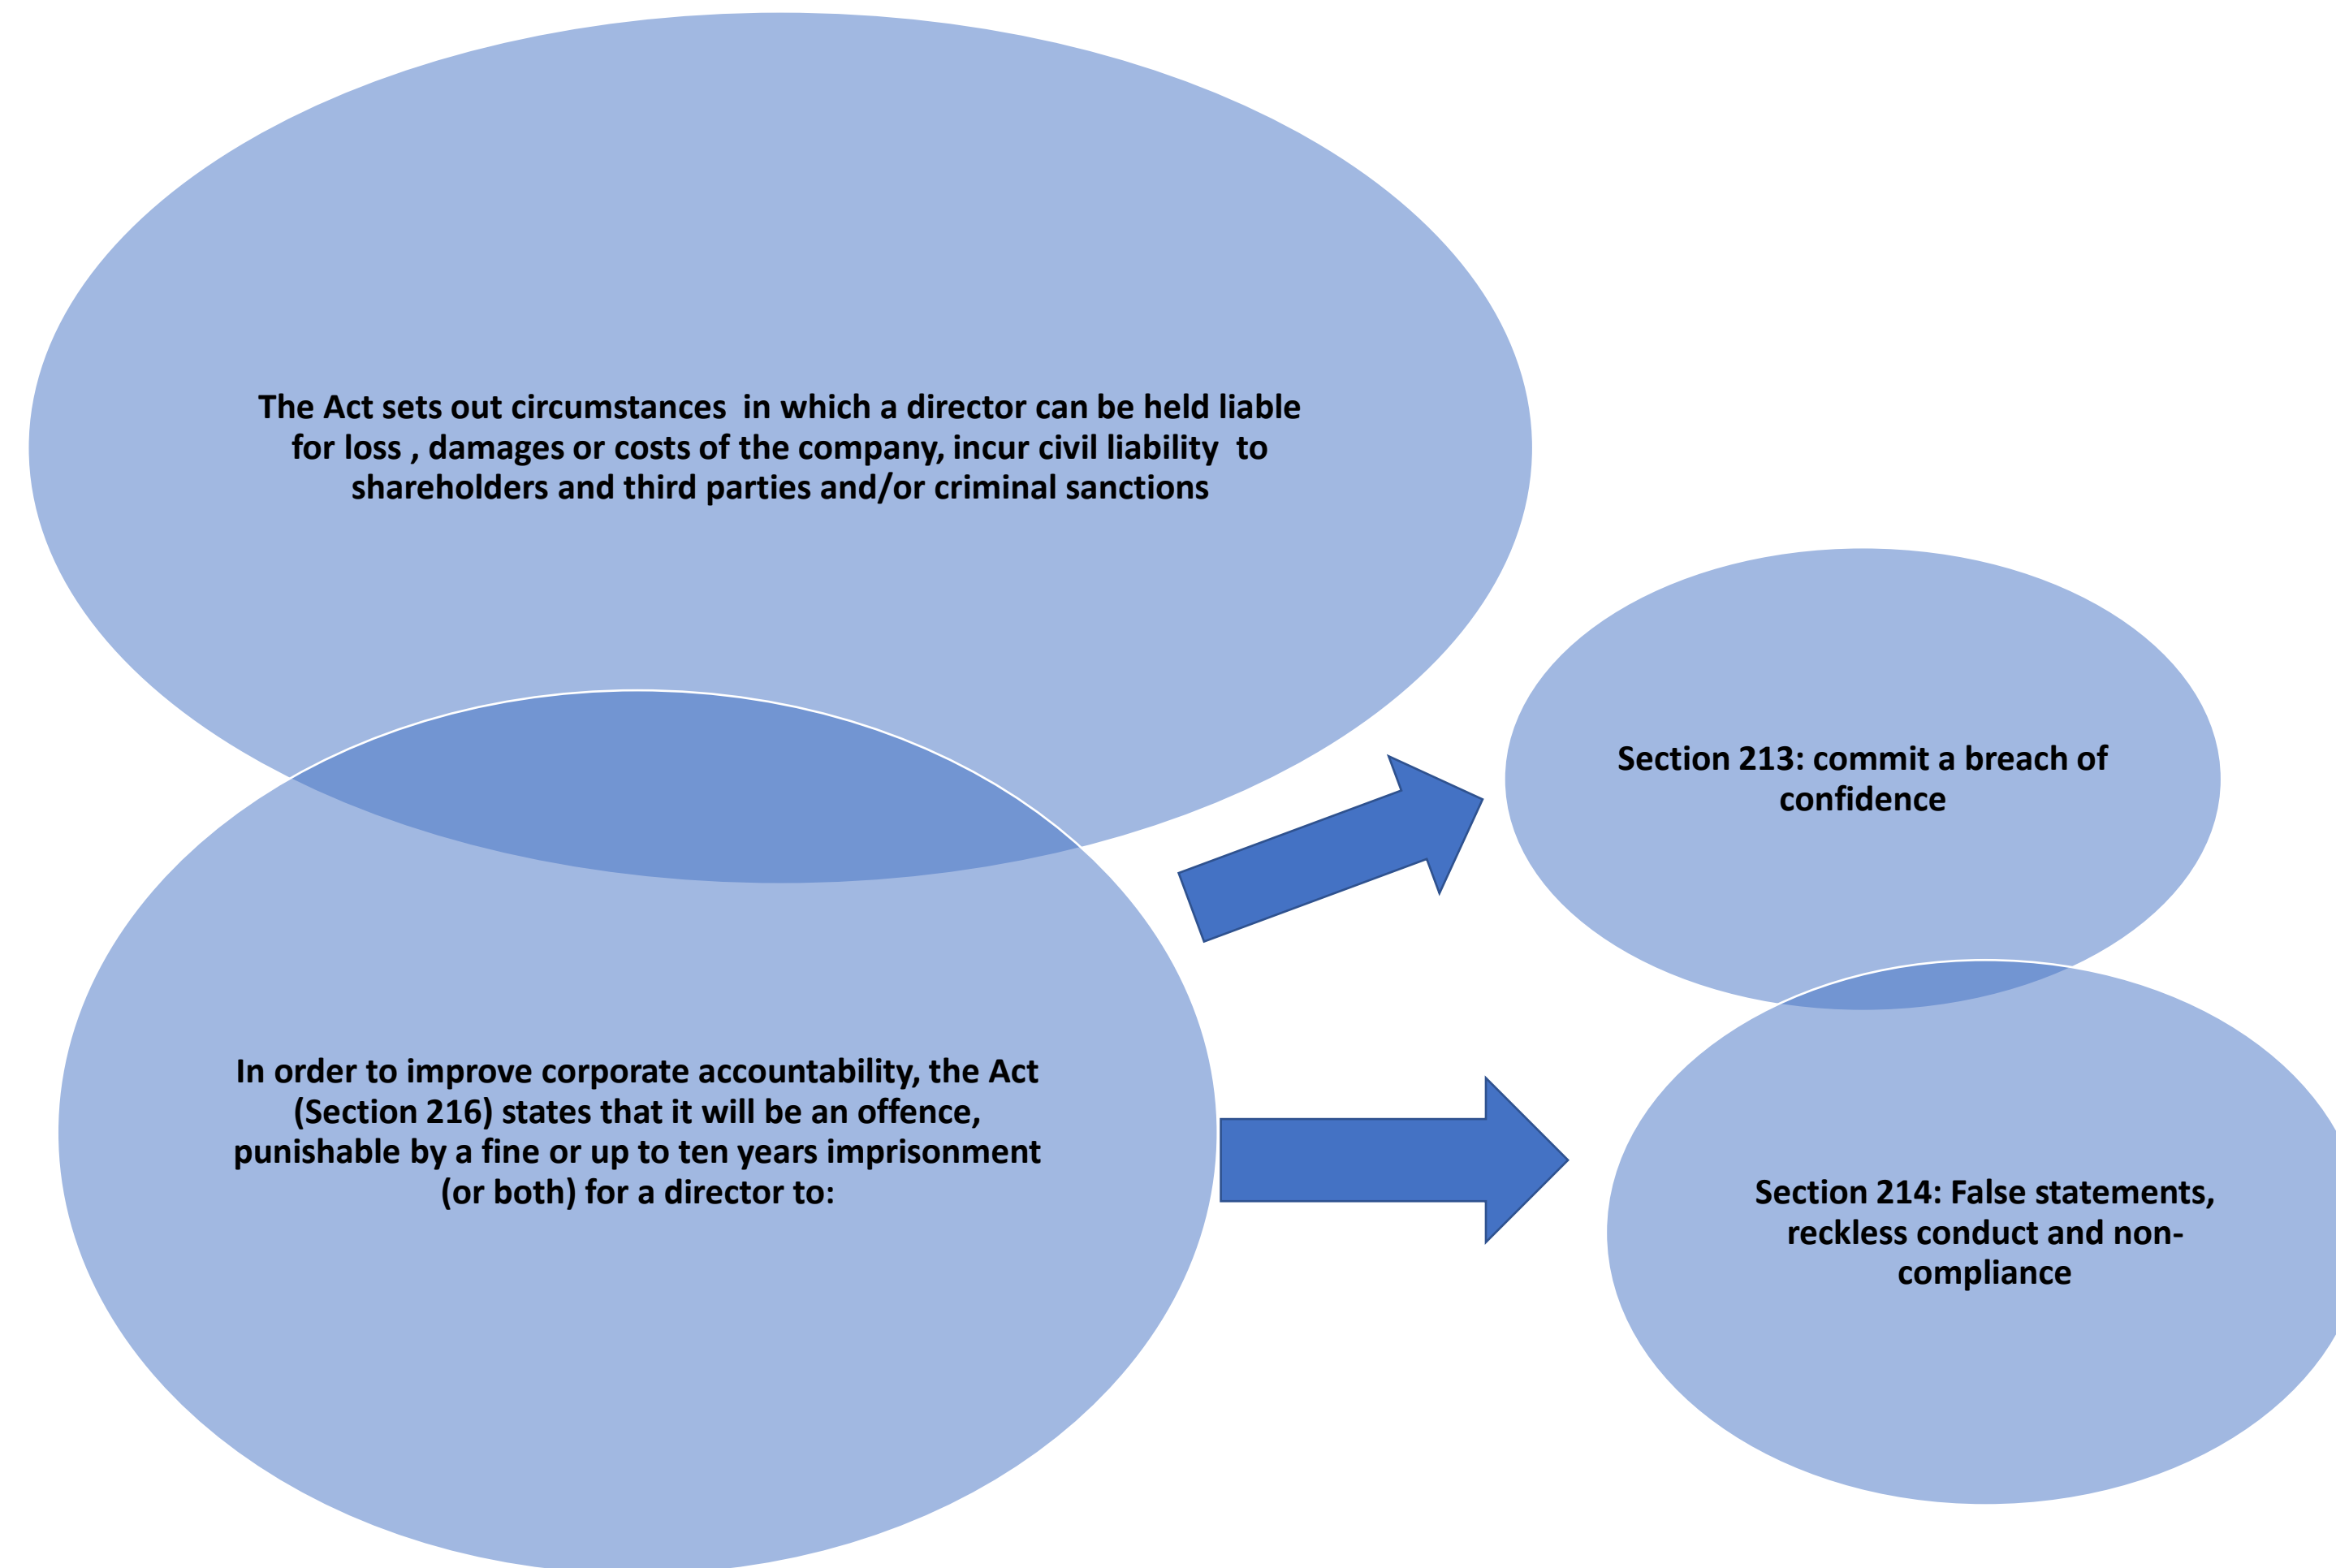 The Act sets out circumstances  in which a director can be held liable
for loss , damages or costs of the company, incur civil liability  to
shareholders and third parties and/or criminal sanctions
Section 213: commit a breach of
confidence
In order to improve corporate accountability, the Act
(Section 216) states that it will be an offence,
punishable by a fine or up to ten years imprisonment
(or both) for a director to:
Section 214: False statements,
reckless conduct and non-
compliance